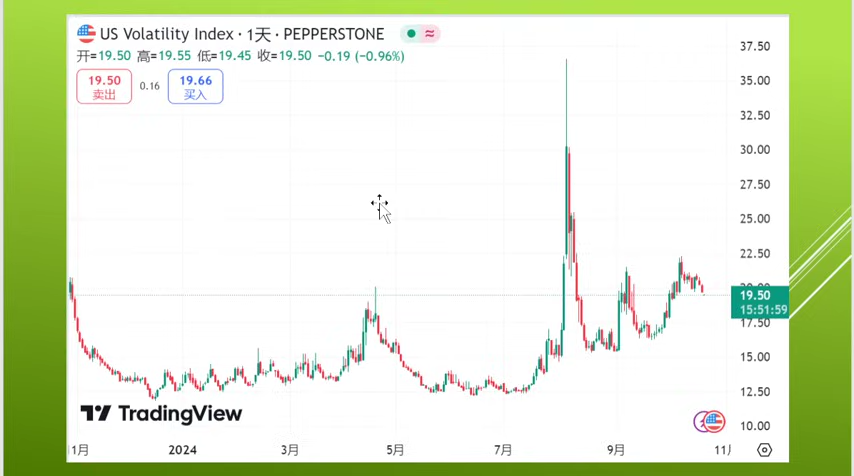 US Volatility Index · 1天 · PEPPERSTONE
开=19.50 高=19.55 低=19.45 收=19.50 −0.19 (−0.96%)
19.50 0.16 19.66
卖出 买入
37.50
35.00
32.50
30.00
27.50
25.00
22.50
19.50
15:51:59
17.50
15.00
12.50
10.00
TradingView
1月 2024 3月 5月 7月 9月 11月